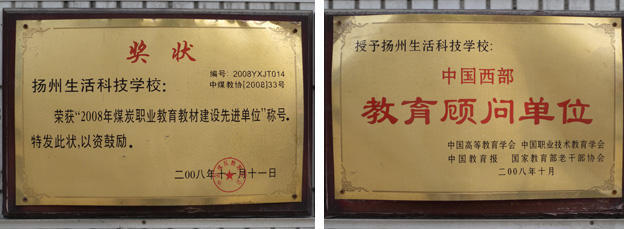 奖状
编号：2008YXJT014
中煤教协[2008]33号
扬州生活科技学校：
荣获“2008年煤炭职业教育教材建设先进单位”称号。
特发此状，以资鼓励。
二00八年十一月十一日
授予扬州生活科技学校：
中国西部
教育顾问单位
中国高等教育学会 中国职业技术教育学会
中国教育报 国家教育部老干部协会
二00八年十月